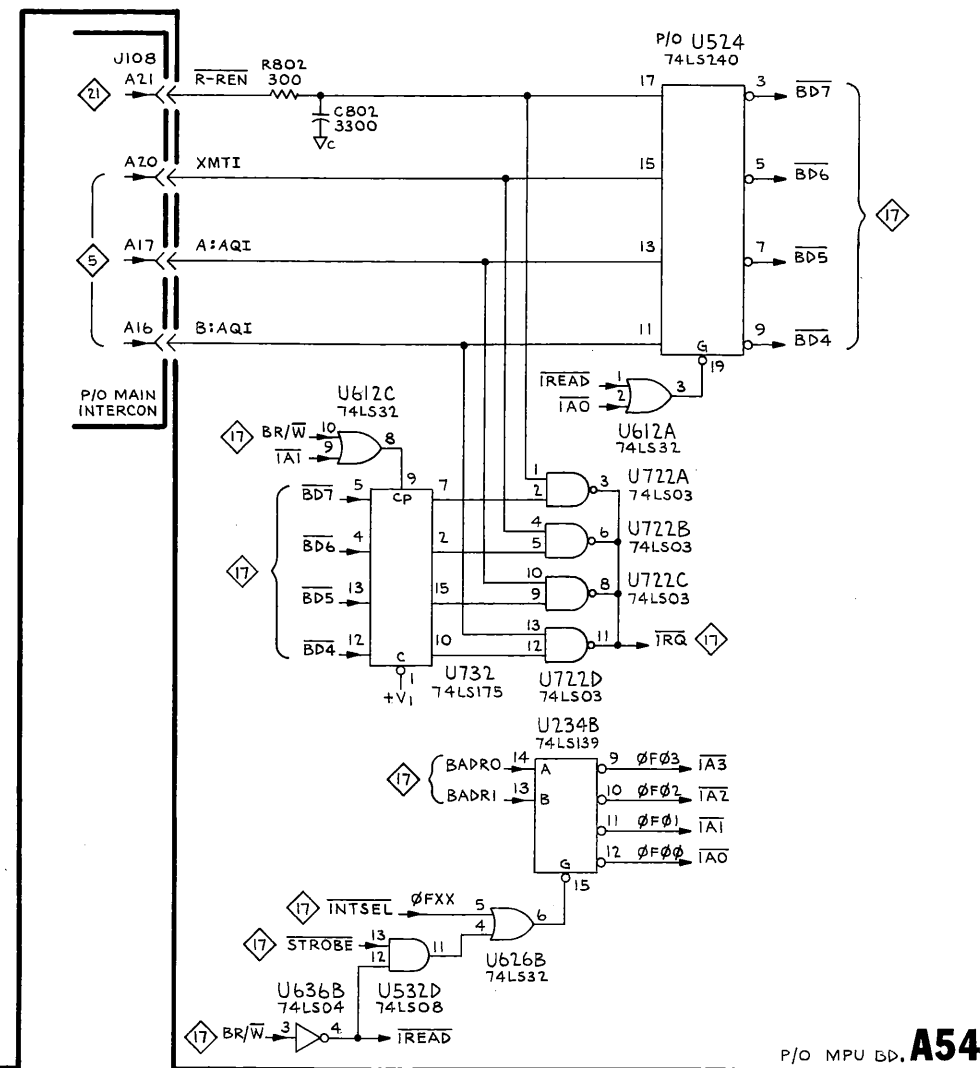 P/O U524
74LS240
J108
21
A21
R-REN
R802
300
C802
3300
C
17
3
BD7
A20
XMTI
15
5
BD6
17
5
A17
A:AQI
13
7
BD5
A16
B:AQI
11
9
BD4
G
19
P/O MAIN
INTERCON
IREAD
1
IA0
2
3
U612A
74LS32
U612C
74LS32
17
BR/W
10
IA1
9
8
9
CP
17
BD7
5
7
BD6
4
2
BD5
13
15
BD4
12
10
C
1
+V1
U732
74LS175
1
2
3
U722A
74LS03
4
5
6
U722B
74LS03
10
9
8
U722C
74LS03
13
12
11
IRQ
17
U722D
74LS03
U234B
74LS139
17
BADR0
14
A
9
ØFØ3
IA3
BADR1
13
B
10
ØFØ2
IA2
11
ØFØ1
IA1
12
ØFØØ
IA0
G
15
17
INTSEL
ØFXX
5
4
6
U626B
74LS32
17
STROBE
13
12
11
U636B
74LS04
U532D
74LS08
17
BR/W
3
4
IREAD
P/O MPU BD. A54